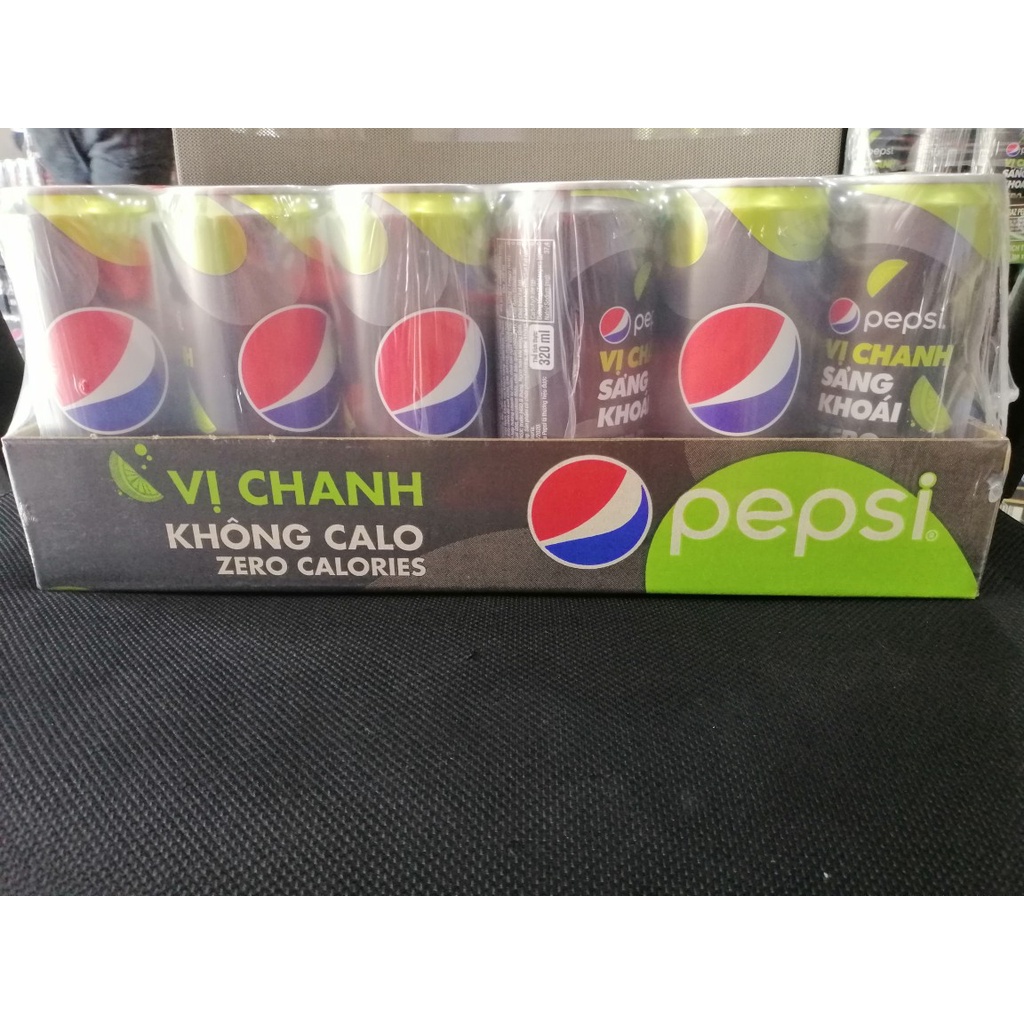 pepsi
VỊ CHANH
SẢNG
KHOÁI
320 ml
pepsi
VỊ CHANH
SẢNG
KHOÁI
VỊ CHANH
KHÔNG CALO
ZERO CALORIES
pepsi